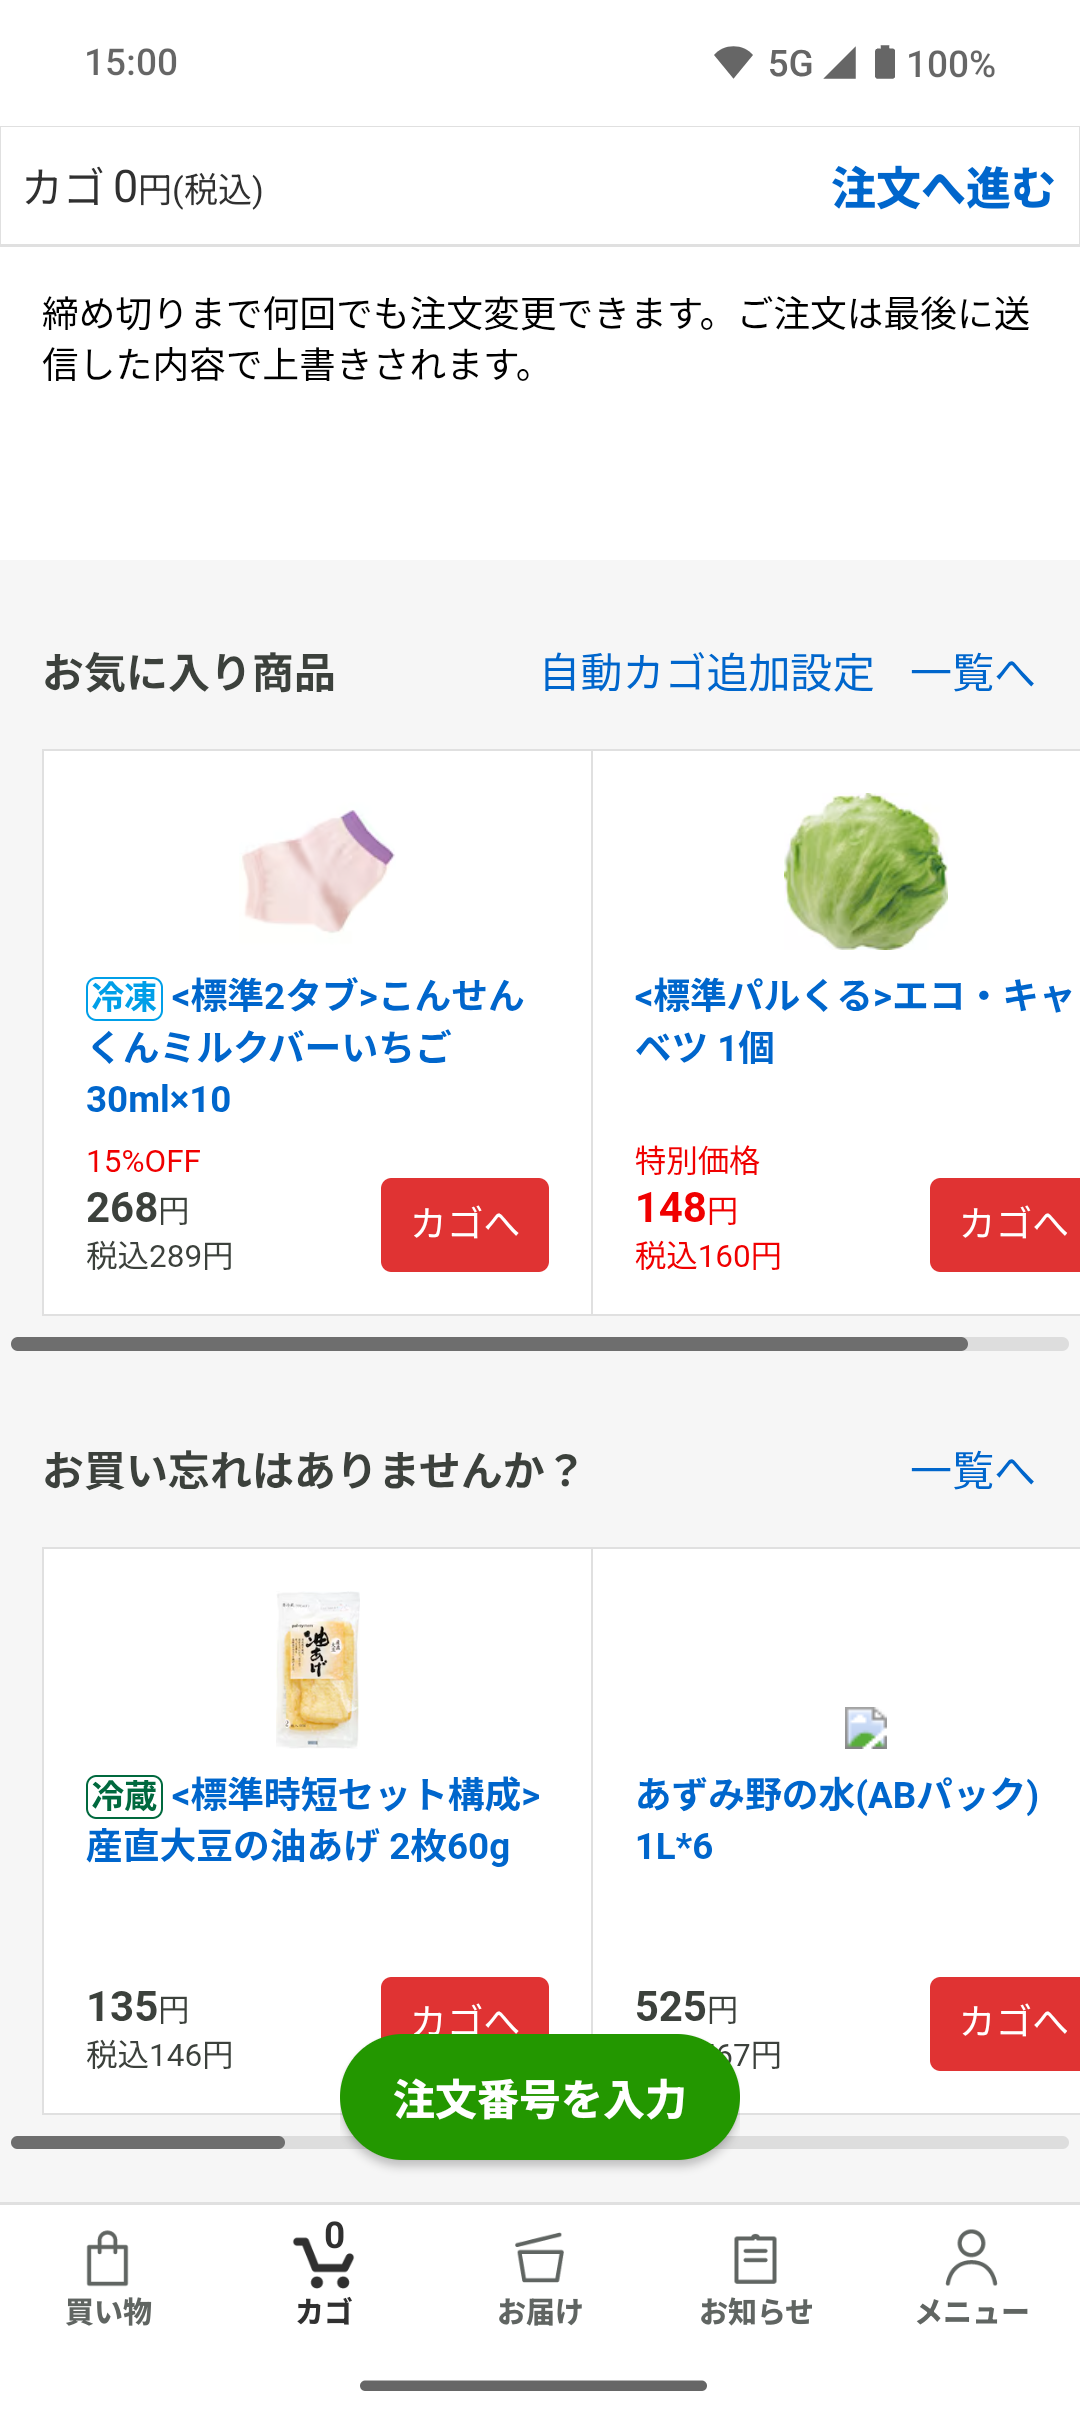 15:00
5G
100%
カゴ 0円(税込)
注文へ進む
締め切りまで何回でも注文変更できます。ご注文は最後に送
信した内容で上書きされます。
お気に入り商品
自動カゴ追加設定
一覧へ
冷凍 <標準2タブ>こんせん
くんミルクバーいちご
30ml×10
15%OFF
268円
税込289円
カゴへ
<標準パルくる>エコ・キャ
ベツ 1個
特別価格
148円
税込160円
カゴへ
お買い忘れはありませんか？
一覧へ
油あげ
冷蔵 <標準時短セット構成>
産直大豆の油あげ 2枚60g
135円
税込146円
カゴへ
あずみ野の水(ABパック)
1L*6
525円
67円
カゴへ
注文番号を入力
買い物
0
カゴ
お届け
お知らせ
メニュー